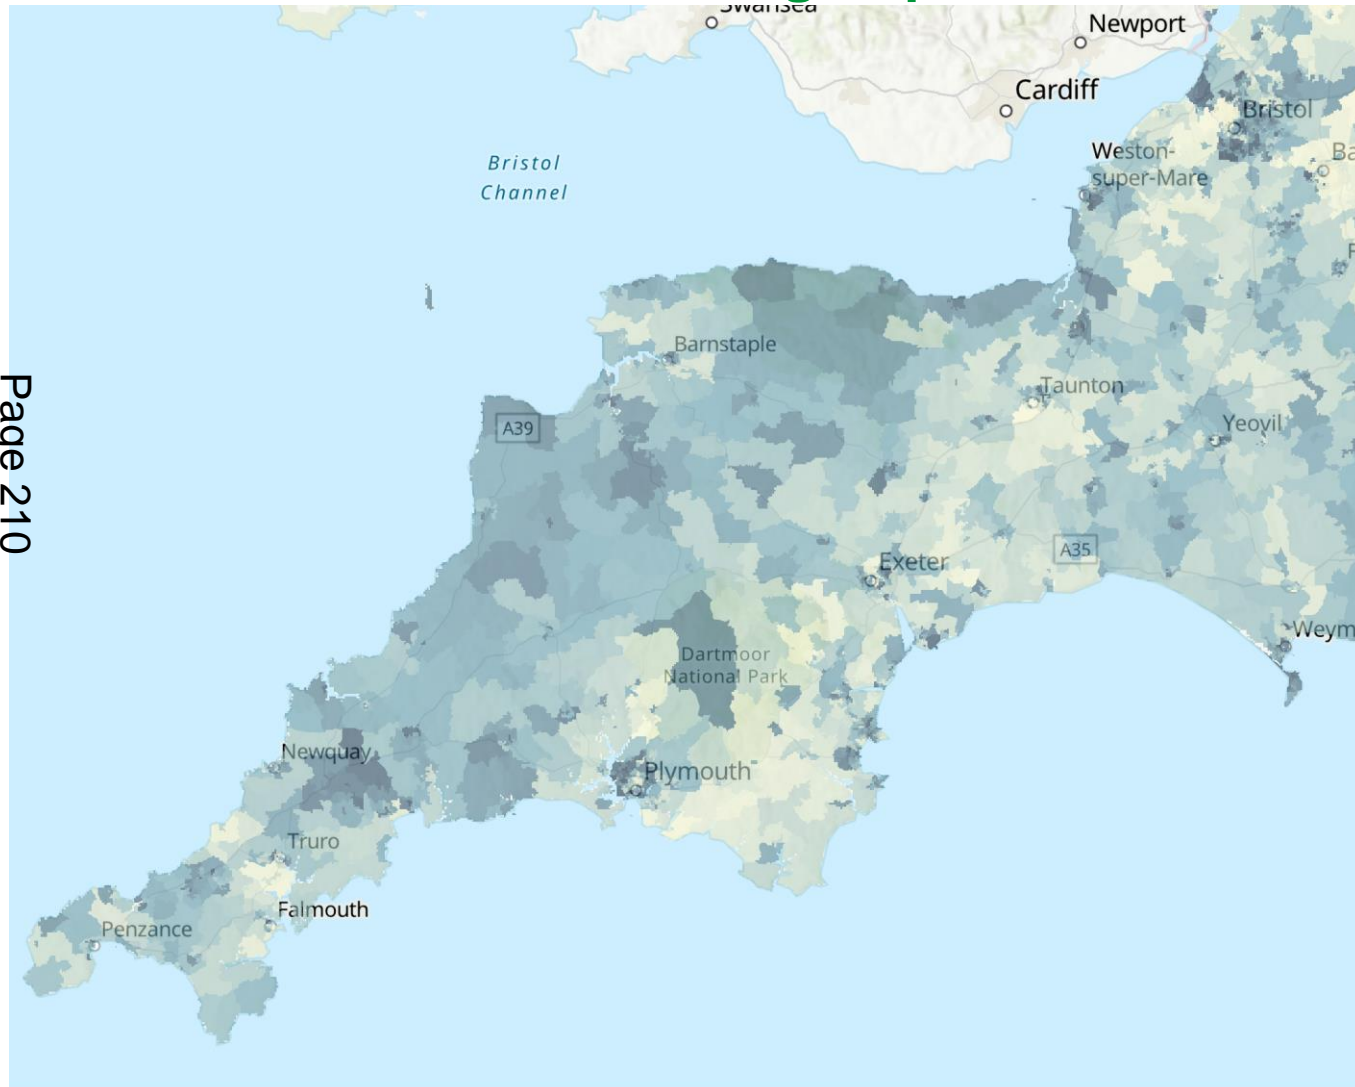 Swansea
Newport
Cardiff
Bristol
Weston-
super-Mare
Bristol
Channel
Barnstaple
A39
Taunton
Yeovil
Exeter
A35
Dartmoor
National Park
Newquay
Plymouth
Truro
Falmouth
Penzance
Page 210